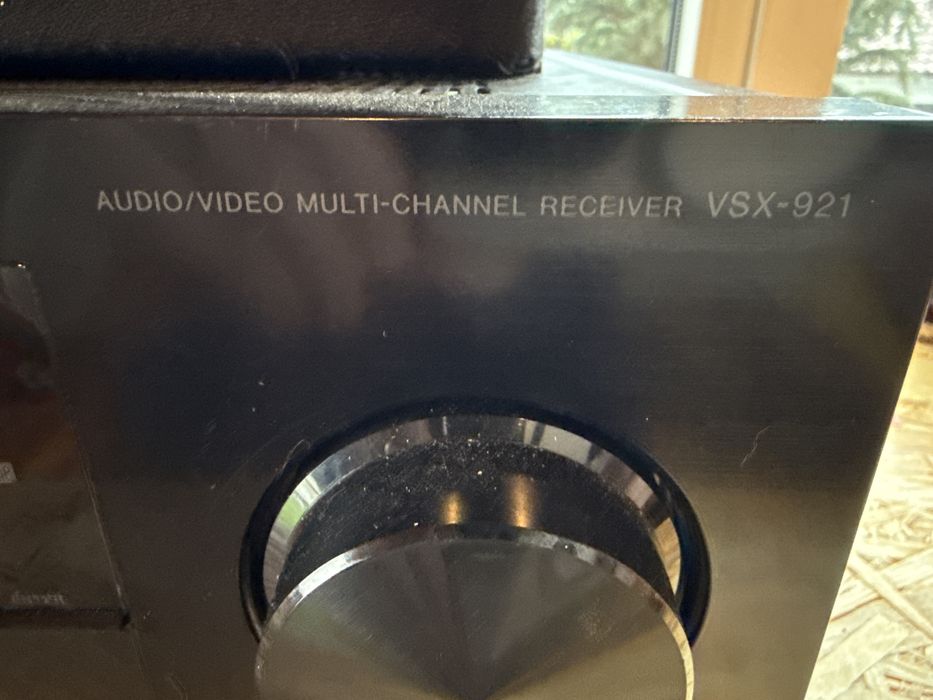 AUDIO/VIDEO MULTI-CHANNEL RECEIVER VSX-921